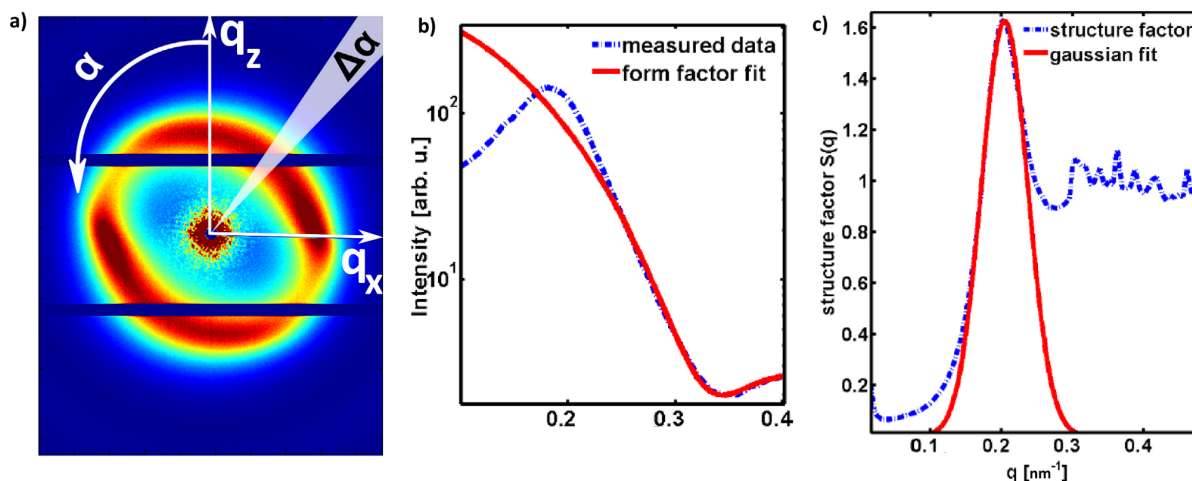 a)
q_z
α
Δα
q_x
b)
measured data
form factor fit
Intensity [arb. u.]
10^2
10^1
0.2
0.3
0.4
c)
structure factor
gaussian fit
structure factor S(q)
1.6
1.4
1.2
1
0.8
0.6
0.4
0.2
0.1
0.2
0.3
0.4
q [nm^-1]